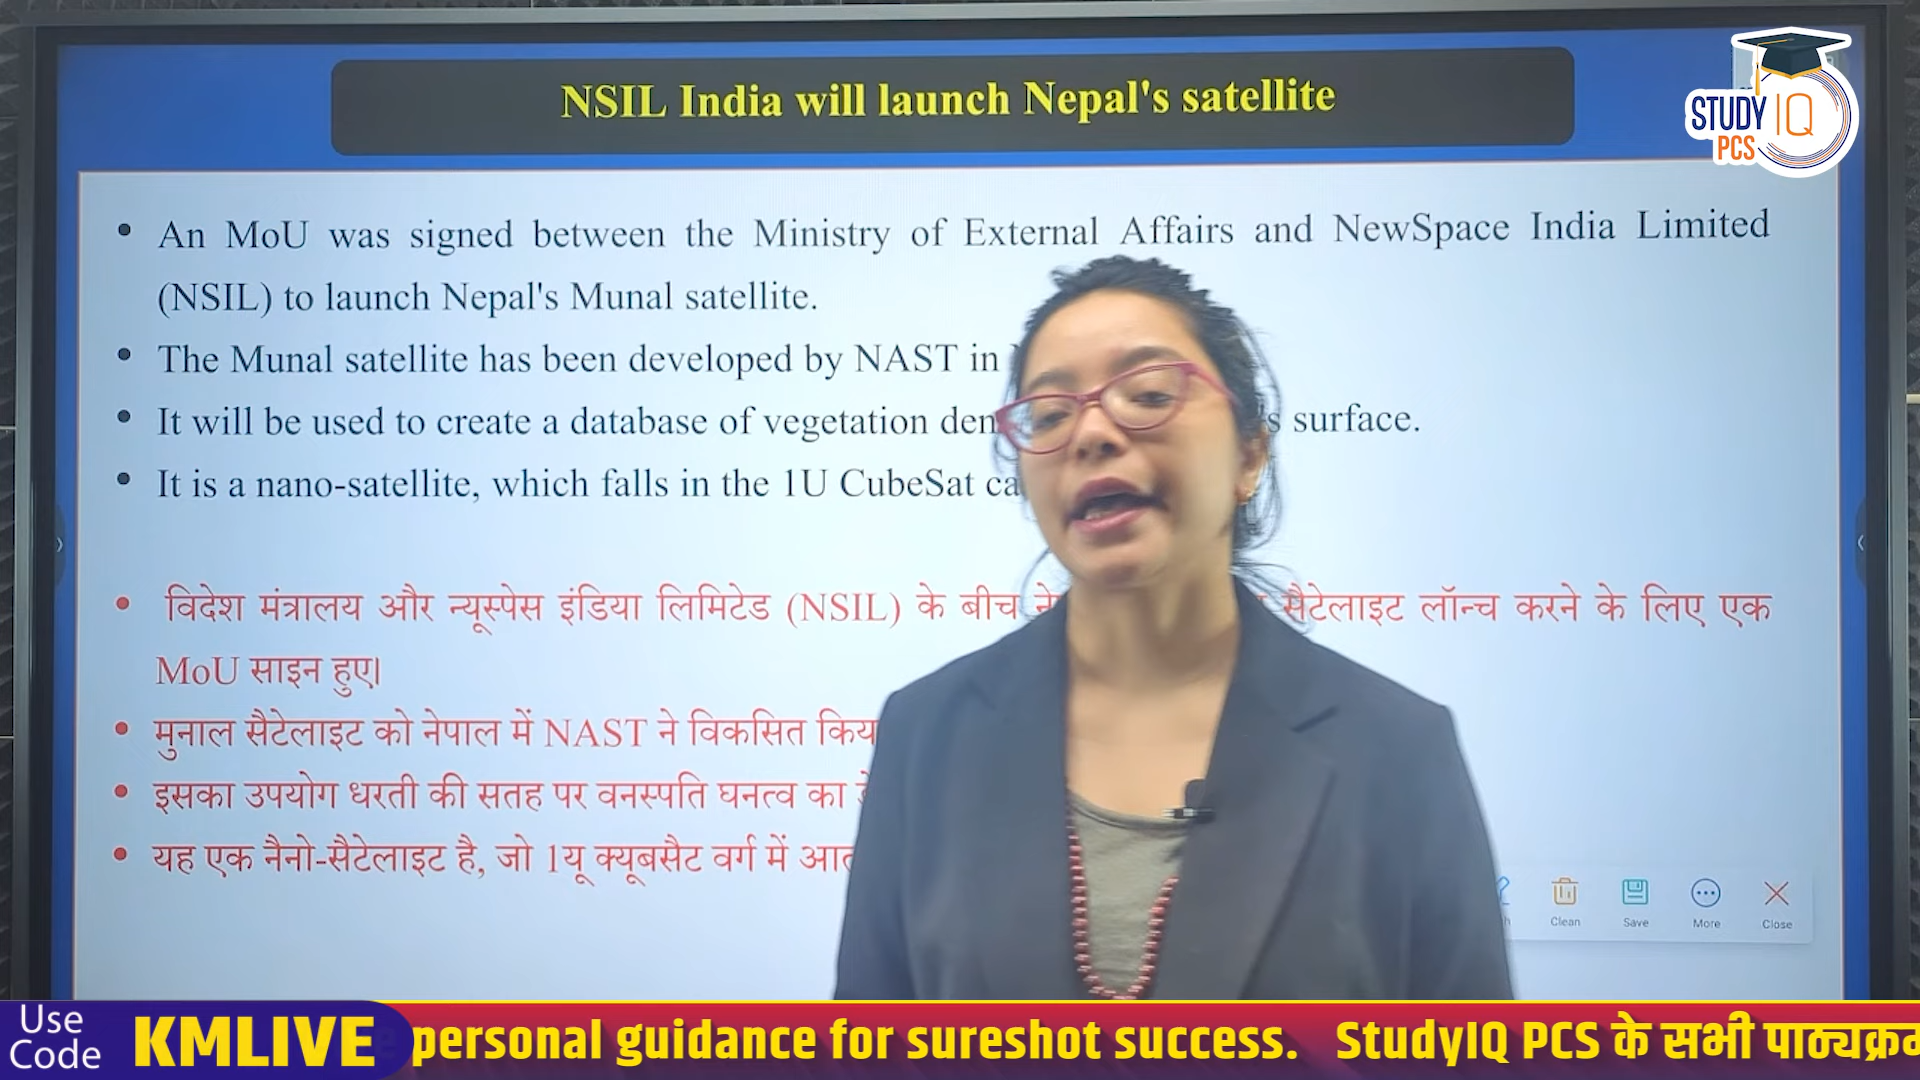 NSIL India will launch Nepal's satellite
STUDY IQ
PCS
• An MoU was signed between the Ministry of External Affairs and NewSpace India Limited
(NSIL) to launch Nepal's Munal satellite.
• The Munal satellite has been developed by NAST in
• It will be used to create a database of vegetation surface.
• It is a nano-satellite, which falls in the 1U CubeSat
• विदेश मंत्रालय और न्यूस्पेस इंडिया लिमिटेड (NSIL) के बीच सैटेलाइट लॉन्च करने के लिए एक
MoU साइन हुए।
• मुनाल सैटेलाइट को नेपाल में NAST ने विकसित
• इसका उपयोग धरती की सतह पर वनस्पति घनत्व का
• यह एक नैनो-सैटेलाइट है, जो 1यू क्यूबसैट वर्ग में
Clean Save More Close
Use
Code
KMLIVE
personal guidance for sureshot success. StudyIQ PCS के सभी